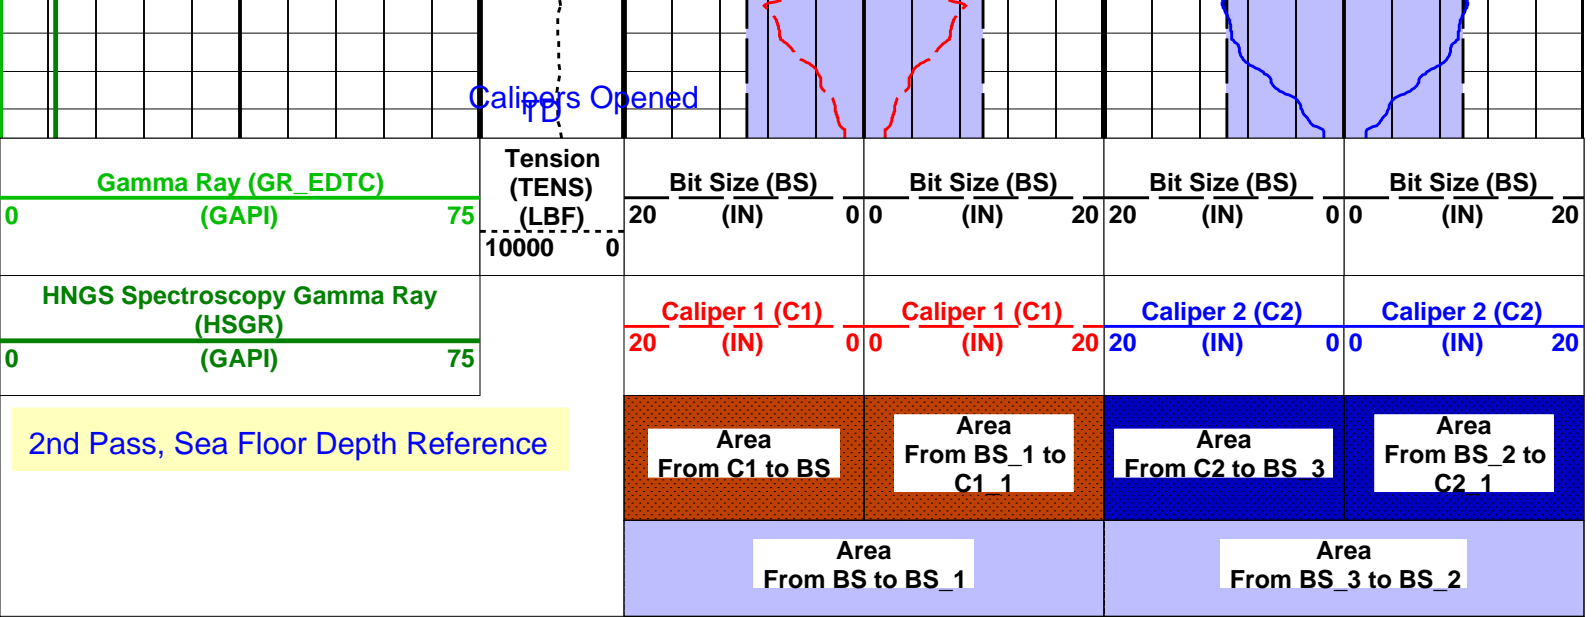 Calipers Opened
TD
Gamma Ray (GR_EDTC)
0 (GAPI) 75
Tension
(TENS)
(LBF)
10000 0
Bit Size (BS)
20 (IN) 0
Bit Size (BS)
0 (IN) 20
Bit Size (BS)
20 (IN) 0
Bit Size (BS)
0 (IN) 20
HNGS Spectroscopy Gamma Ray
(HSGR)
0 (GAPI) 75
Caliper 1 (C1)
20 (IN) 0
Caliper 1 (C1)
0 (IN) 20
Caliper 2 (C2)
20 (IN) 0
Caliper 2 (C2)
0 (IN) 20
2nd Pass, Sea Floor Depth Reference
Area
From C1 to BS
Area
From BS_1 to
C1_1
Area
From C2 to BS_3
Area
From BS_2 to
C2_1
Area
From BS to BS_1
Area
From BS_3 to BS_2